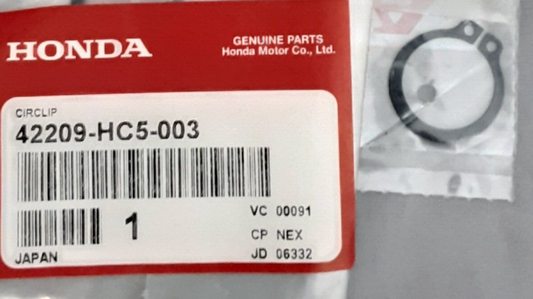 HONDA
GENUINE PARTS
Honda Motor Co., Ltd.
CIRCLIP
42209-HC5-003
1
VC 00091
CP NEX
JD 06332
JAPAN